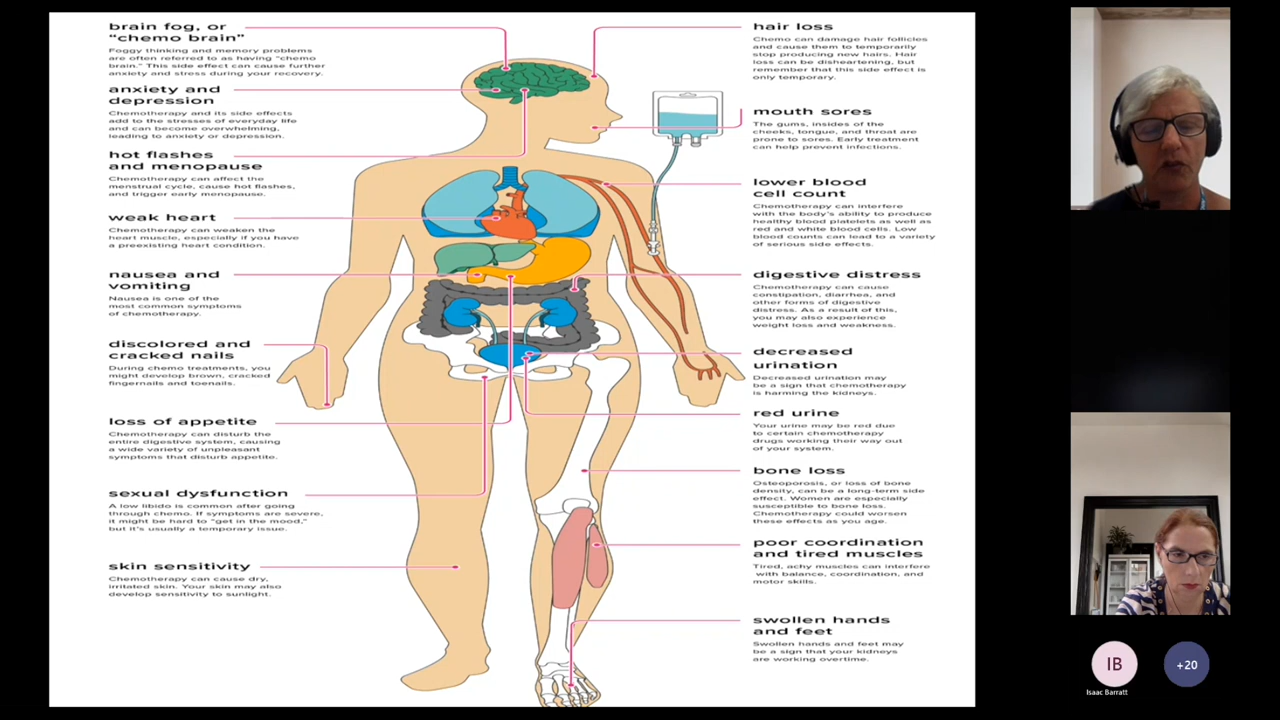 brain fog, or
“chemo brain”
Foggy thinking and memory problems
are often referred to as having “chemo
brain.” This side effect can cause further
anxiety and stress during your recovery.
anxiety and
depression
Chemotherapy and its side effects
add to the stresses of everyday life
and can become overwhelming,
leading to anxiety or depression.
hot flashes
and menopause
Chemotherapy can affect the
menstrual cycle, cause hot flashes,
and trigger early menopause.
weak heart
Chemotherapy can weaken the
heart muscle, especially if you have
a preexisting heart condition.
nausea and
vomiting
Nausea is one of the
most common symptoms
of chemotherapy.
discolored and
cracked nails
During chemo treatments, you
might develop brown, cracked
fingernails and toenails.
loss of appetite
Chemotherapy can disturb the
entire digestive system, causing
a wide variety of unpleasant
symptoms that disturb appetite.
sexual dysfunction
A low libido is common after going
through chemo. If symptoms are severe,
it might be hard to “get in the mood,”
but it’s usually a temporary issue.
skin sensitivity
Chemotherapy can cause dry,
irritated skin. Your skin may also
develop sensitivity to sunlight.
hair loss
Chemo can damage hair follicles
and cause them to temporarily
stop producing new hairs. Hair
loss can be disheartening, but
remember that this side effect is
only temporary.
mouth sores
The gums, insides of the
cheeks, tongue, and throat are
prone to sores. Early treatment
can help prevent infections.
lower blood
cell count
Chemotherapy can interfere
with the body’s ability to produce
healthy blood platelets as well as
red and white blood cells. Low
blood counts can lead to a variety
of serious side effects.
digestive distress
Chemotherapy can cause
constipation, diarrhea, and
other forms of digestive
distress. As a result of this,
you may also experience
weight loss and weakness.
decreased
urination
Decreased urination may
be a sign that chemotherapy
is harming the kidneys.
red urine
Your urine may be red due
to certain chemotherapy
drugs working their way out
of your system.
bone loss
Osteoporosis, or loss of bone
density, can be a long-term side
effect. Women are especially
susceptible to bone loss.
Chemotherapy could worsen
these effects as you age.
poor coordination
and tired muscles
Tired, achy muscles can interfere
with balance, coordination, and
motor skills.
swollen hands
and feet
Swollen hands and feet may
be a sign that your kidneys
are working overtime.
IB
Isaac Barratt
+20